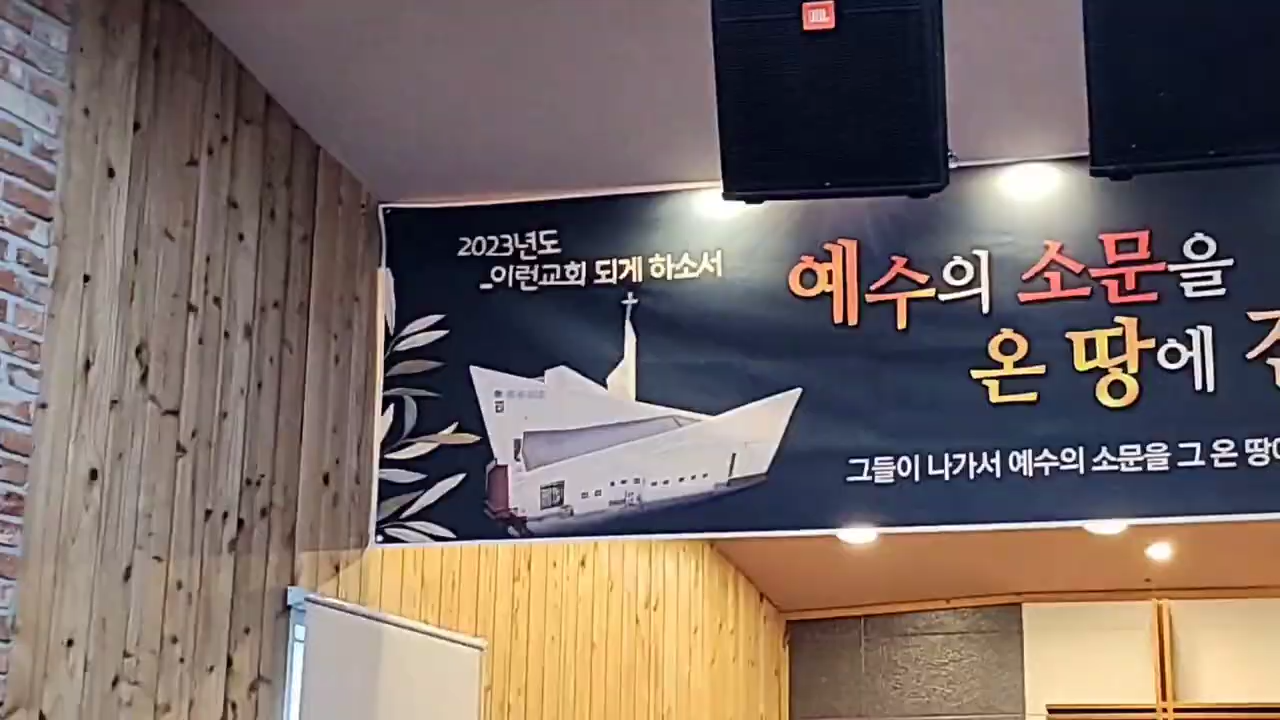 JBL
2023년도
_이런교회 되게 하소서
예수의 소문을
온 땅에
그들이 나가서 예수의 소문을 그 온 땅에